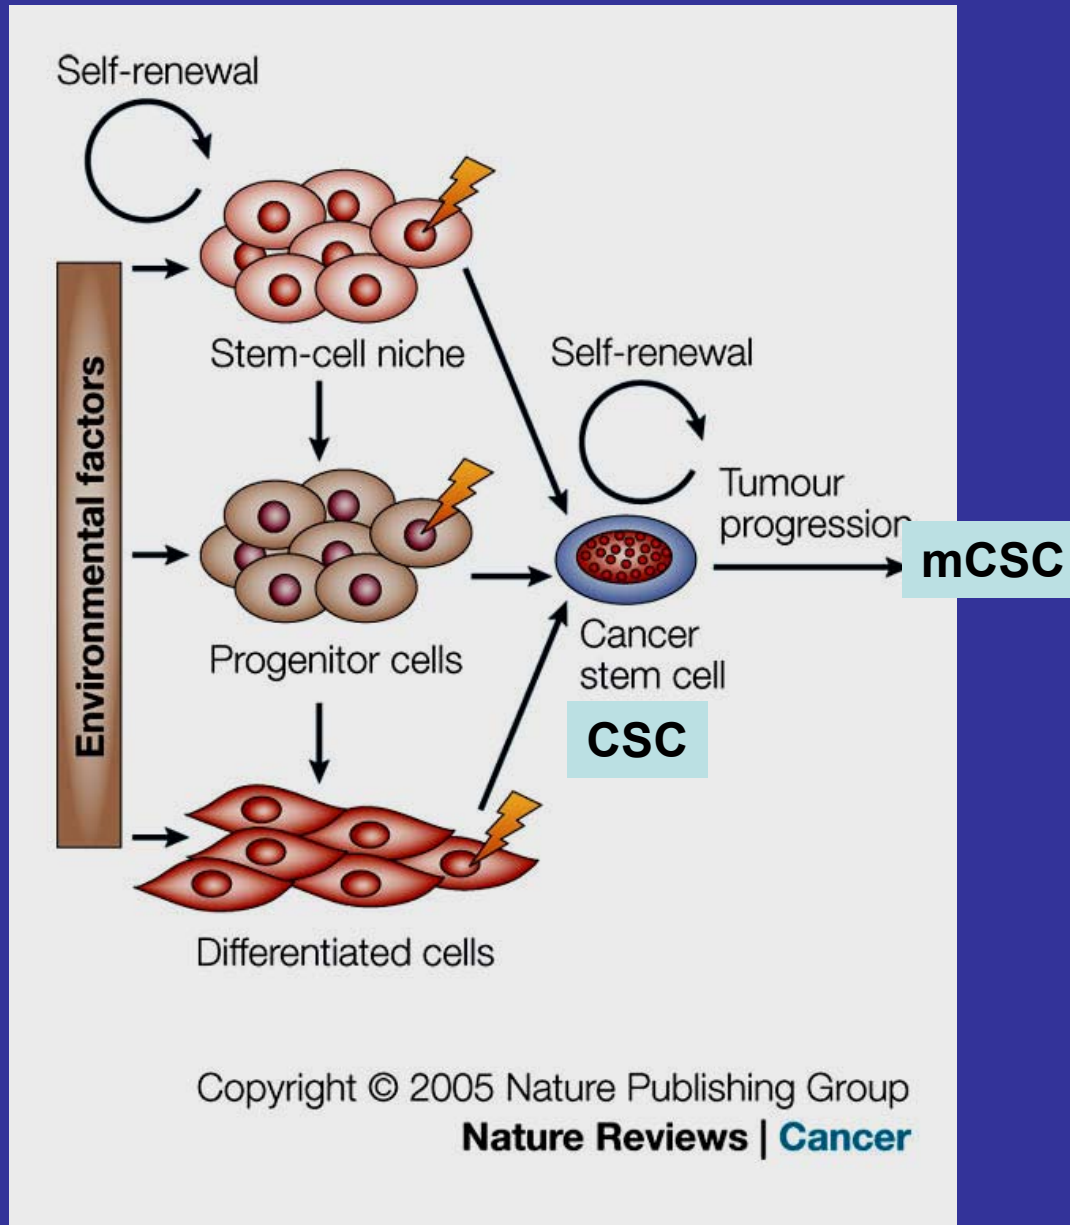 Self-renewal
Environmental factors
Stem-cell niche
Self-renewal
Tumour
progression
mCSC
Progenitor cells
Cancer
stem cell
CSC
Differentiated cells
Copyright © 2005 Nature Publishing Group
Nature Reviews | Cancer